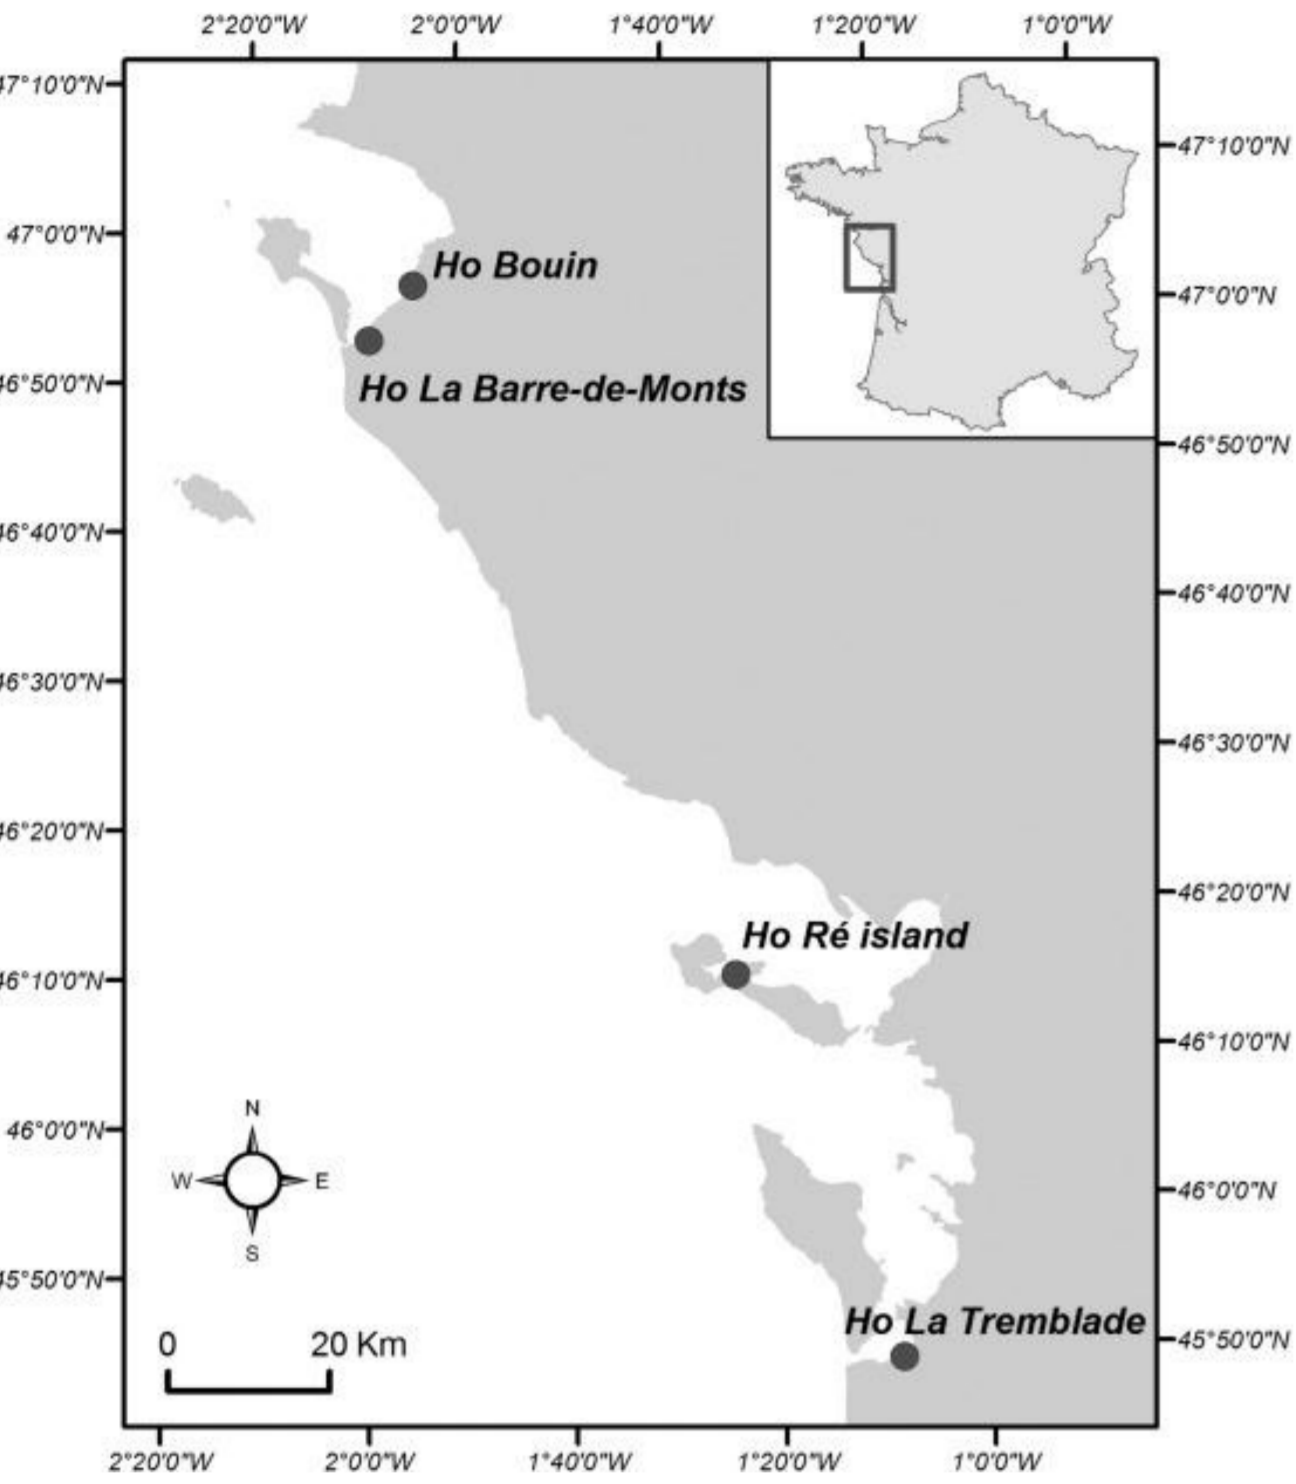 2°20'0"W 2°0'0"W 1°40'0"W 1°20'0"W 1°0'0"W
47°10'0"N
47°10'0"N
47°0'0"N
Ho Bouin
47°0'0"N
46°50'0"N
Ho La Barre-de-Monts
46°50'0"N
46°40'0"N
46°40'0"N
46°30'0"N
46°30'0"N
46°20'0"N
46°20'0"N
Ho Ré island
46°10'0"N
46°10'0"N
N
46°0'0"N
W E
46°0'0"N
S
45°50'0"N
Ho La Tremblade
45°50'0"N
0 20 Km
2°20'0"W 2°0'0"W 1°40'0"W 1°20'0"W 1°0'0"W